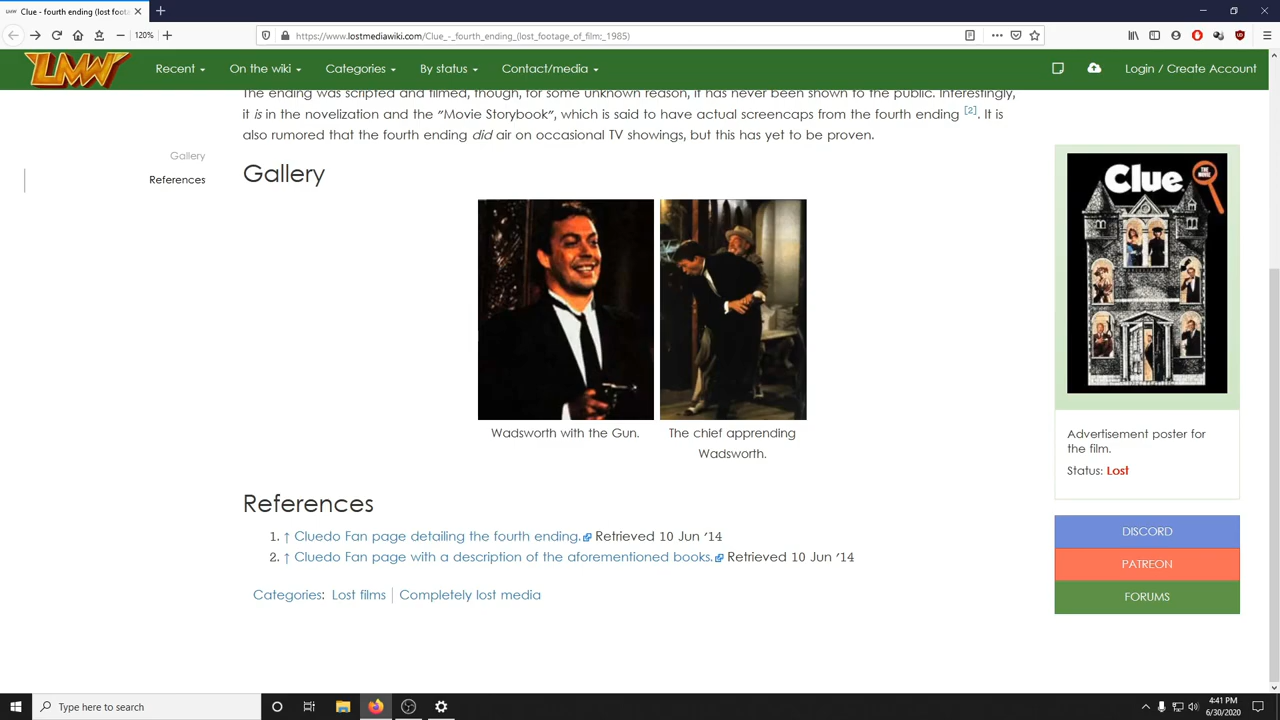 Clue - fourth ending (lost foota
https://www.lostmediawiki.com/Clue_-_fourth_ending_(lost_footage_of_film:_1985)
120%
LMW
Recent
On the wiki
Categories
By status
Contact/media
Login / Create Account
The ending was scripted and filmed, though, for some unknown reason, it has never been shown to the public. Interestingly,
it is in the novelization and the "Movie Storybook", which is said to have actual screencaps from the fourth ending [2]. It is
also rumored that the fourth ending did air on occasional TV showings, but this has yet to be proven.
Gallery
References
Gallery
Wadsworth with the Gun.
The chief apprending
Wadsworth.
References
1. ↑ Cluedo Fan page detailing the fourth ending. Retrieved 10 Jun '14
2. ↑ Cluedo Fan page with a description of the aforementioned books. Retrieved 10 Jun '14
Categories: Lost films | Completely lost media
Clue
THE MOVIE
Advertisement poster for
the film.
Status: Lost
DISCORD
PATREON
FORUMS
Type here to search
4:41 PM
6/30/2020